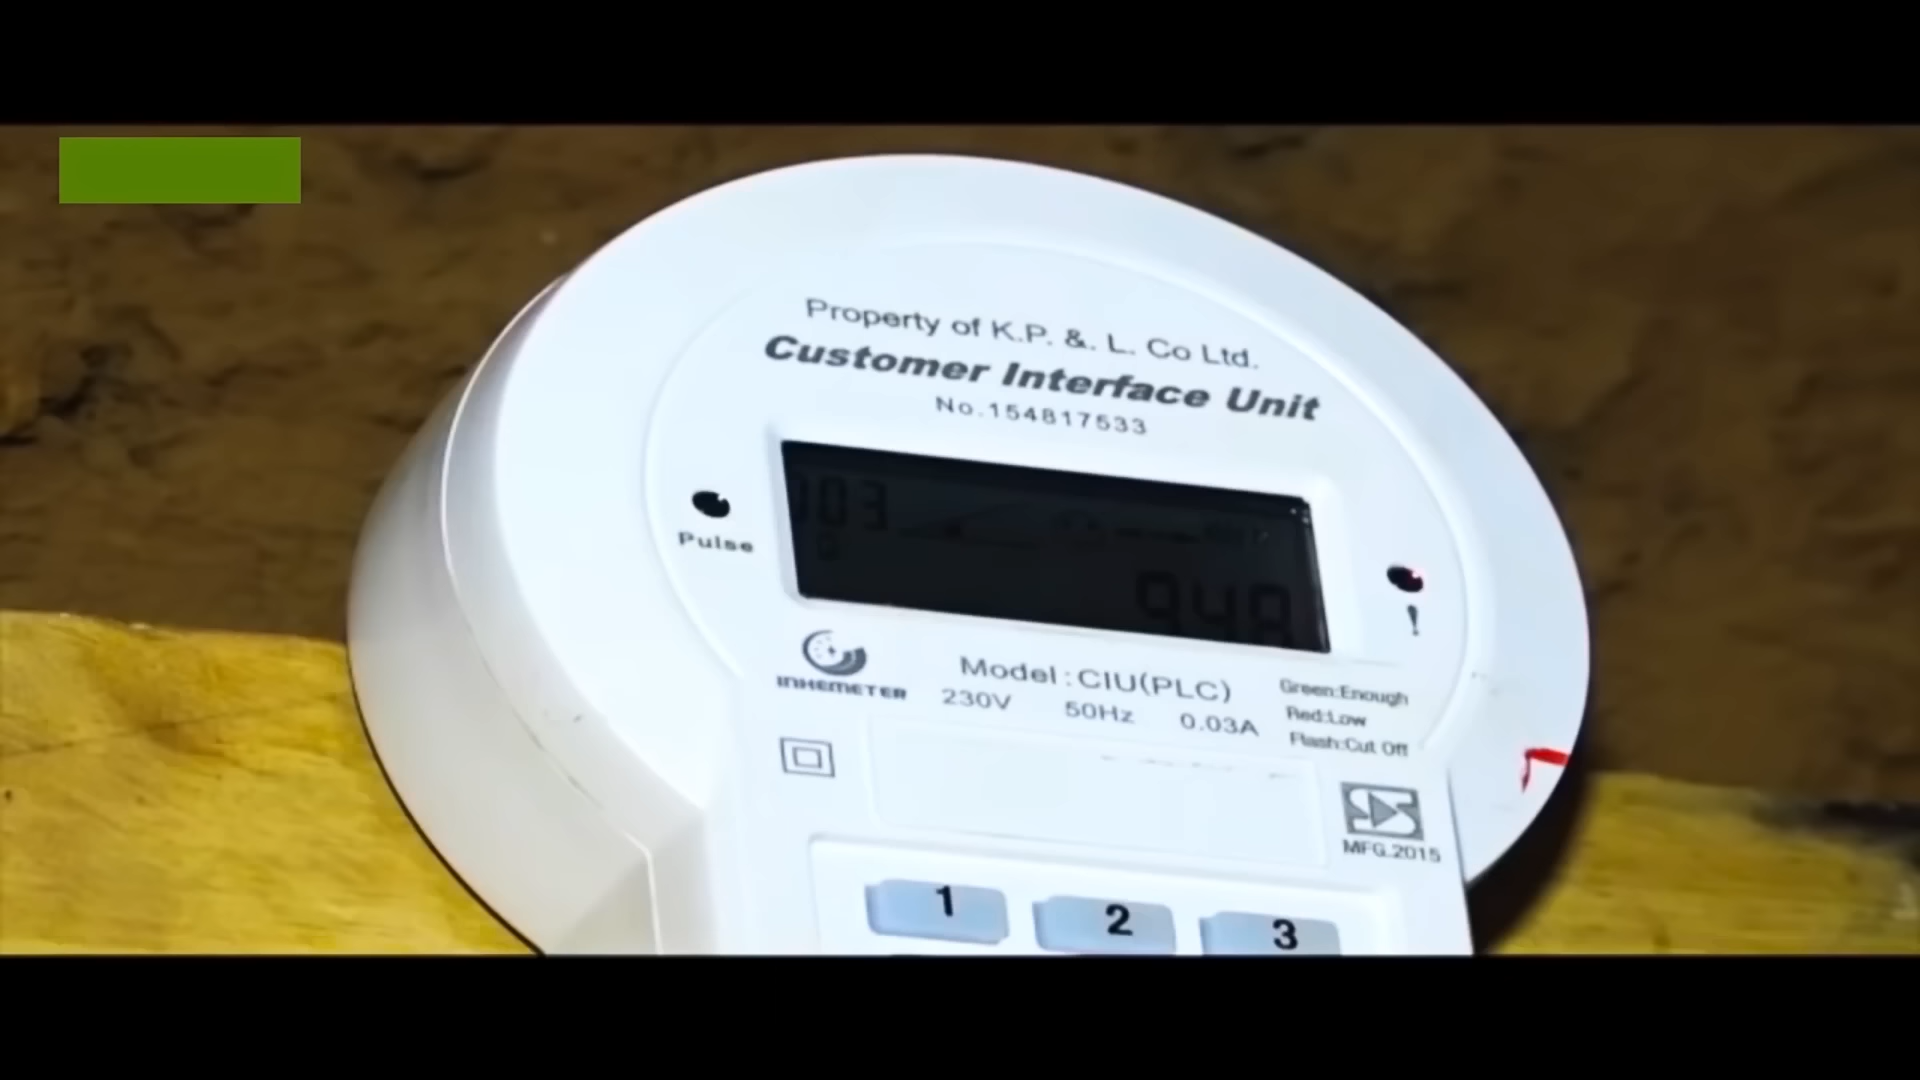 Property of K.P. &. L. Co Ltd.
Customer Interface Unit
No.154817533
003
948
Pulse
!
INHEMETER
Model:CIU(PLC)
230V 50Hz 0.03A
Green:Enough
Red:Low
Flash:Cut Off
MFG.2015
1 2 3